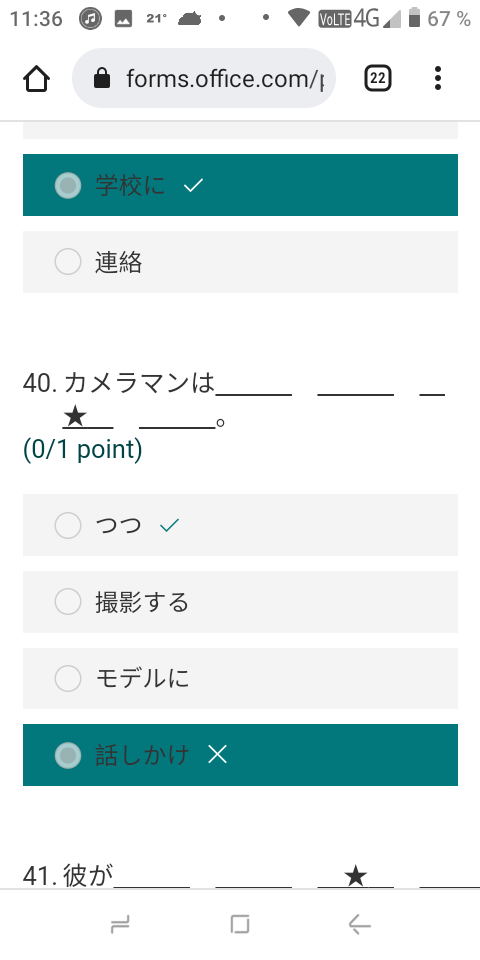 11:36 21° VoLTE 4G 67 %
forms.office.com/p 22
学校に
連絡
40. カメラマンは______ ______ __
★__ ______。
(0/1 point)
つつ
撮影する
モデルに
話しかけ
41. 彼が______ ______ __★__ ____